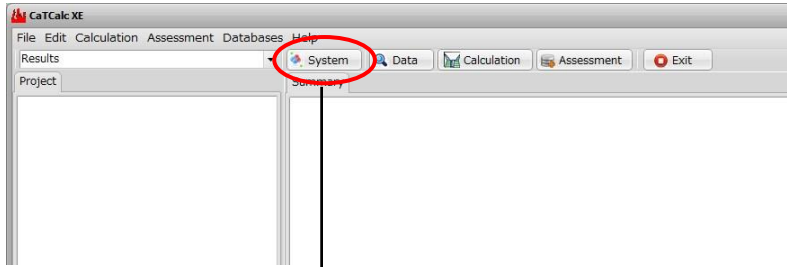 CaTCalc XE
File Edit Calculation Assessment Databases Help
Results System Data Calculation Assessment Exit
Project Summary